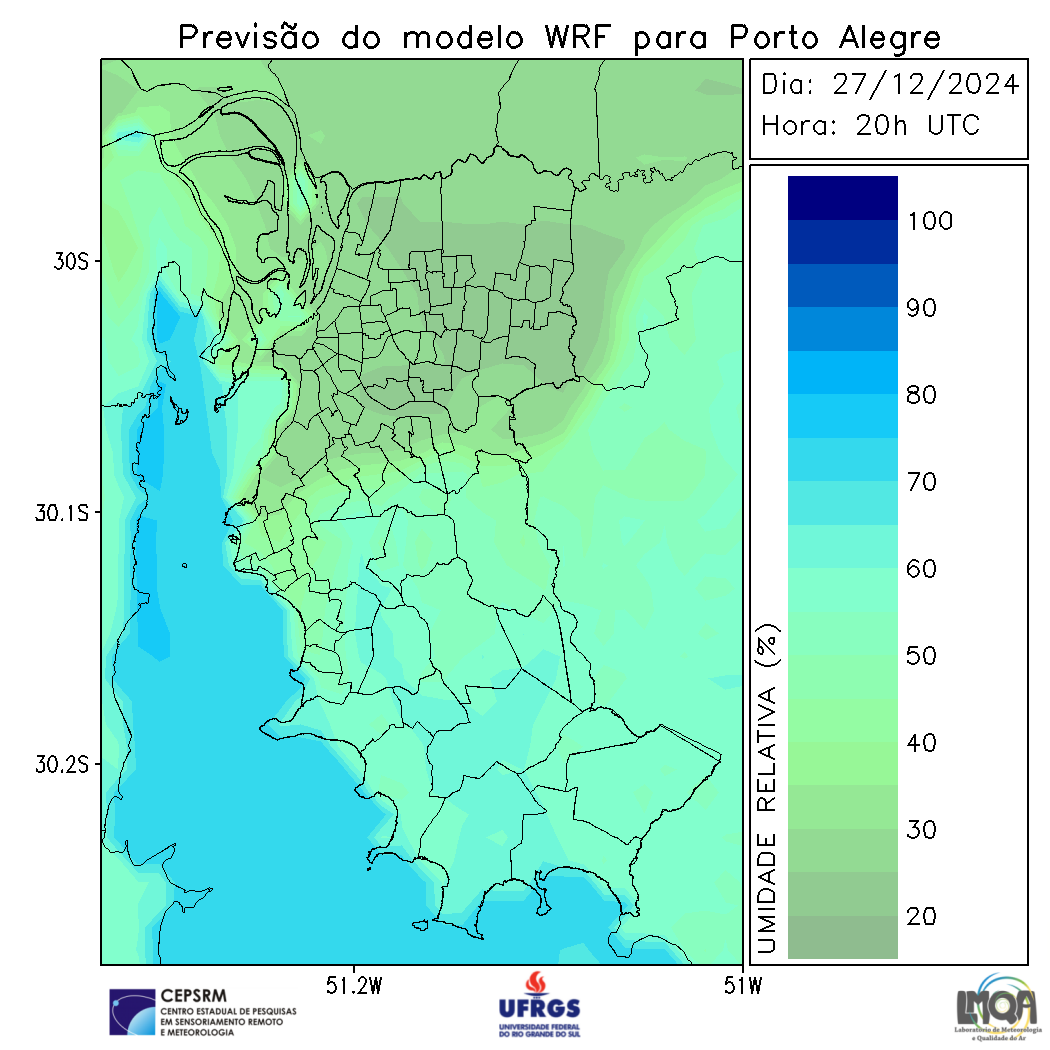 Previsão do modelo WRF para Porto Alegre
Dia: 27/12/2024
Hora: 20h UTC
100
90
80
70
60
50
40
30
20
UMIDADE RELATIVA (%)
30S
30.1S
30.2S
51.2W
51W
CEPSRM
CENTRO ESTADUAL DE PESQUISAS
EM SENSORIAMENTO REMOTO
E METEOROLOGIA
UFRGS
UNIVERSIDADE FEDERAL
DO RIO GRANDE DO SUL
LMQA
Laboratório de Meteorologia
e Qualidade do Ar